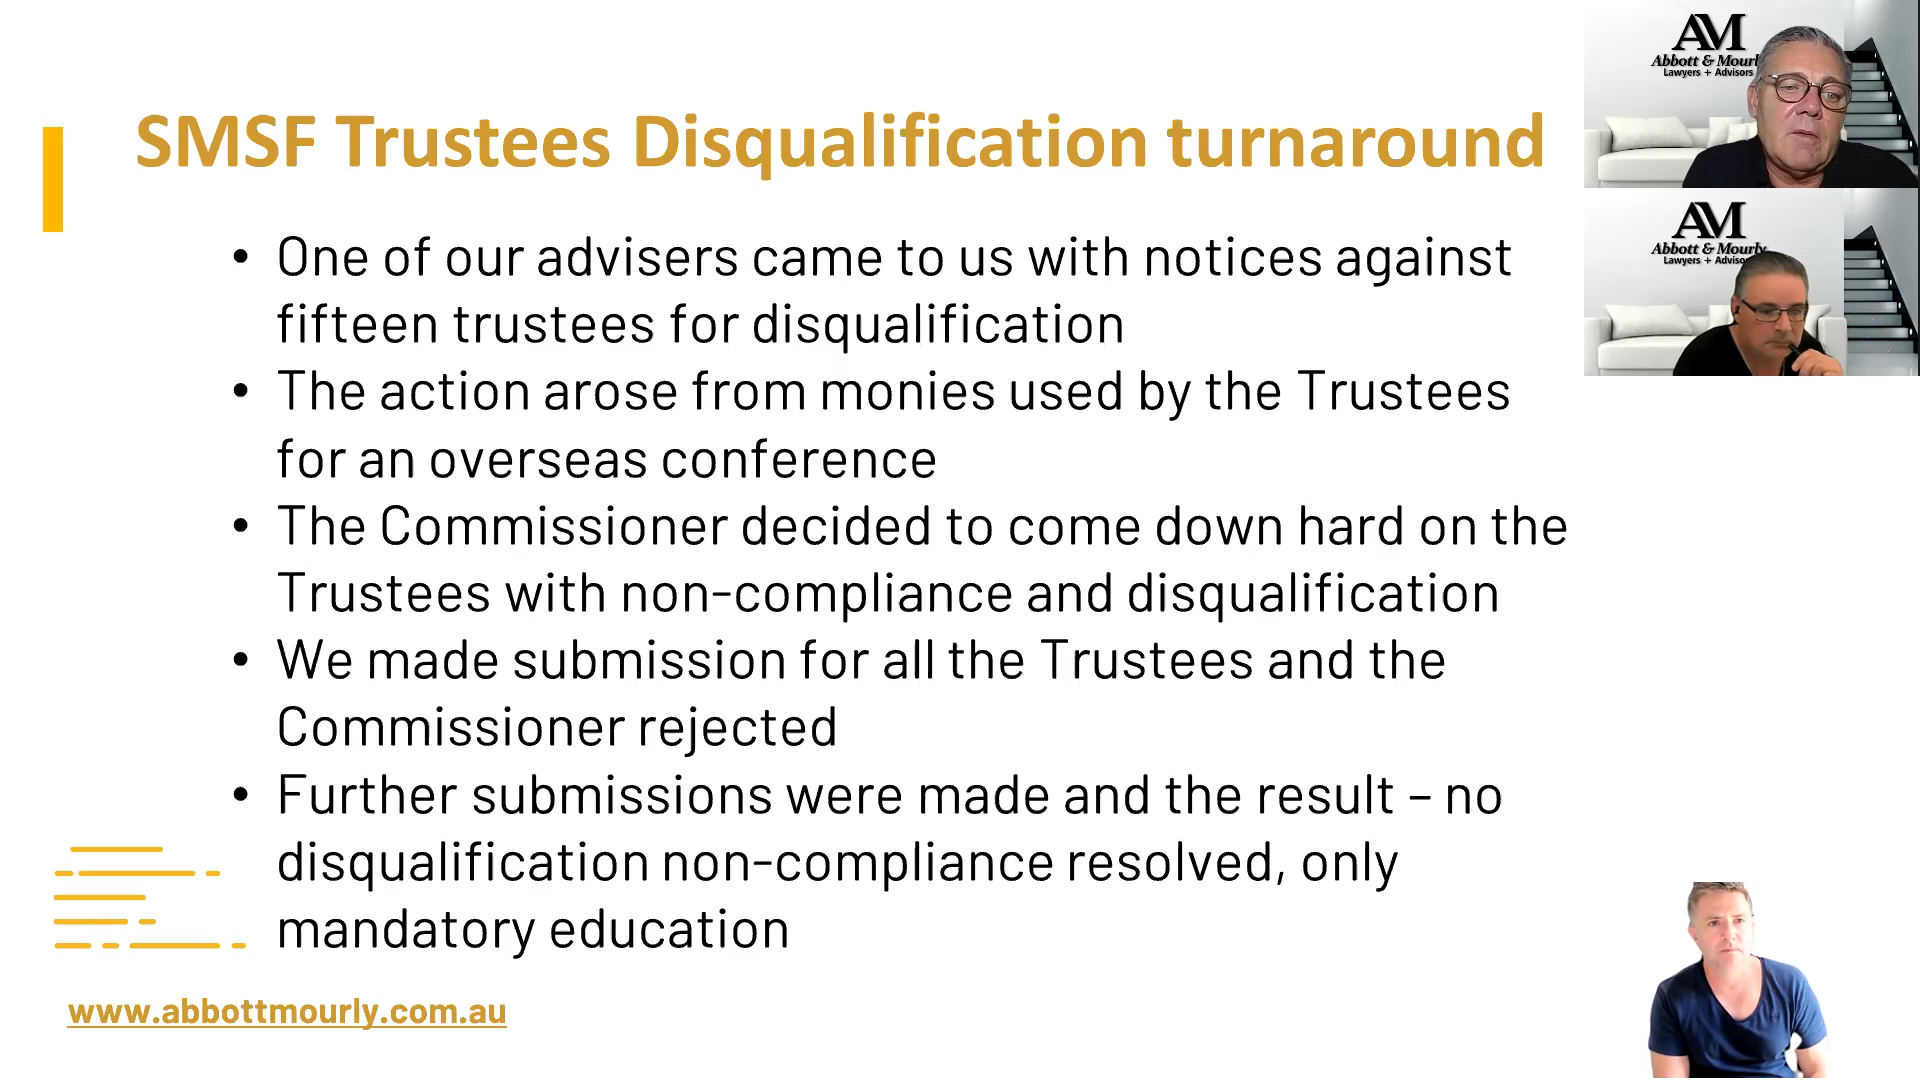 SMSF Trustees Disqualification turnaround
• One of our advisers came to us with notices against
fifteen trustees for disqualification
• The action arose from monies used by the Trustees
for an overseas conference
• The Commissioner decided to come down hard on the
Trustees with non-compliance and disqualification
• We made submission for all the Trustees and the
Commissioner rejected
• Further submissions were made and the result – no
disqualification non-compliance resolved, only
mandatory education
www.abbottmourly.com.au
AM
Abbott & Mourl
Lawyers + Advisors
AM
Abbott & Mourly
Lawyers + Adviso